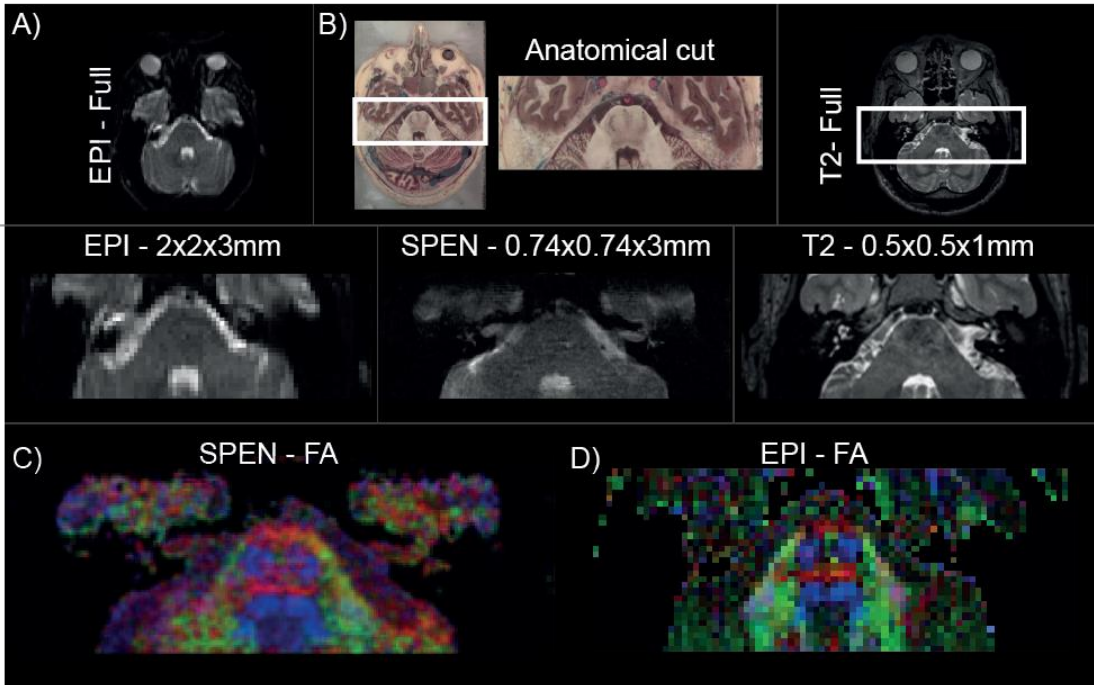 A)
EPI - Full
B)
Anatomical cut
T2- Full
EPI - 2x2x3mm
SPEN - 0.74x0.74x3mm
T2 - 0.5x0.5x1mm
C)
SPEN - FA
D)
EPI - FA